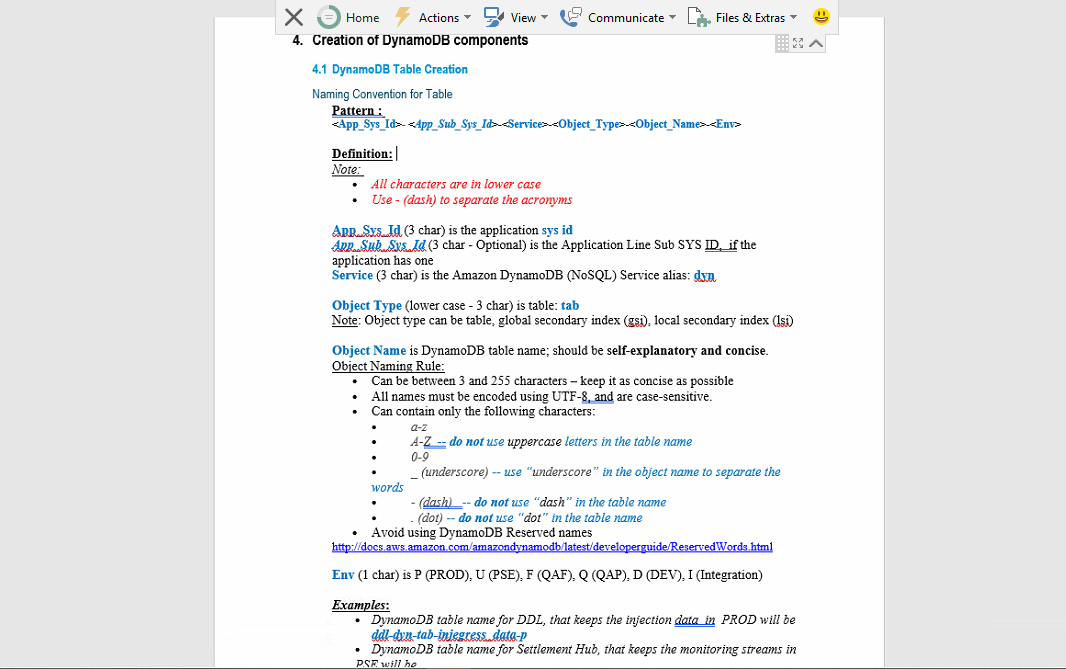 Home Actions View Communicate Files & Extras
4. Creation of DynamoDB components
4.1 DynamoDB Table Creation
Naming Convention for Table
Pattern :
<App_Sys_Id>-<App_Sub_Sys_Id>-<Service>-<Object_Type>-<Object_Name>-<Env>
Definition:
Note:
• All characters are in lower case
• Use - (dash) to separate the acronyms
App_Sys_Id (3 char) is the application sys id
App_Sub_Sys_Id (3 char - Optional) is the Application Line Sub SYS ID, if the
application has one
Service (3 char) is the Amazon DynamoDB (NoSQL) Service alias: dyn
Object Type (lower case - 3 char) is table: tab
Note: Object type can be table, global secondary index (gsi), local secondary index (lsi)
Object Name is DynamoDB table name; should be self-explanatory and concise.
Object Naming Rule:
• Can be between 3 and 255 characters – keep it as concise as possible
• All names must be encoded using UTF-8, and are case-sensitive.
• Can contain only the following characters:
• a-z
• A-Z -- do not use uppercase letters in the table name
• 0-9
• _ (underscore) -- use “underscore” in the object name to separate the
words
• - (dash) -- do not use “dash” in the table name
• . (dot) -- do not use “dot” in the table name
• Avoid using DynamoDB Reserved names
http://docs.aws.amazon.com/amazondynamodb/latest/developerguide/ReservedWords.html
Env (1 char) is P (PROD), U (PSE), F (QAF), Q (QAP), D (DEV), I (Integration)
Examples:
• DynamoDB table name for DDL, that keeps the injection data in PROD will be
ddl-dyn-tab-injegress_data-p
• DynamoDB table name for Settlement Hub, that keeps the monitoring streams in
PSE will be